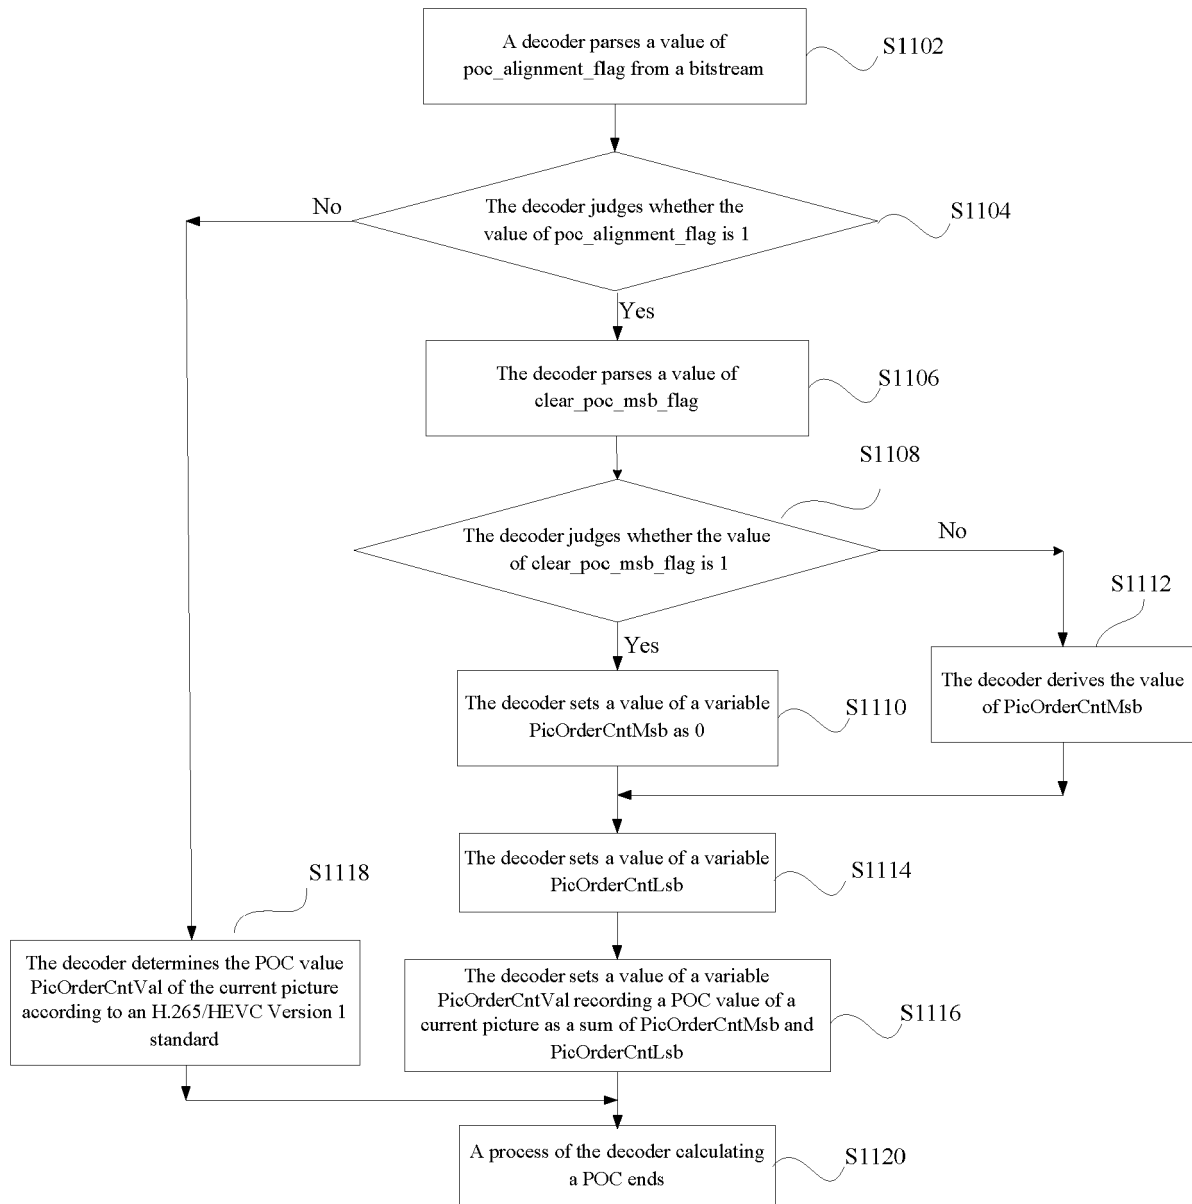 A decoder parses a value of
poc_alignment_flag from a bitstream
S1102
No
The decoder judges whether the
value of poc_alignment_flag is 1
S1104
Yes
The decoder parses a value of
clear_poc_msb_flag
S1106
S1108
The decoder judges whether the value
of clear_poc_msb_flag is 1
No
S1112
Yes
The decoder derives the value
of PicOrderCntMsb
The decoder sets a value of a variable
PicOrderCntMsb as 0
S1110
The decoder sets a value of a variable
PicOrderCntLsb
S1114
S1118
The decoder determines the POC value
PicOrderCntVal of the current picture
according to an H.265/HEVC Version 1
standard
The decoder sets a value of a variable
PicOrderCntVal recording a POC value of a
current picture as a sum of PicOrderCntMsb and
PicOrderCntLsb
S1116
A process of the decoder calculating
a POC ends
S1120